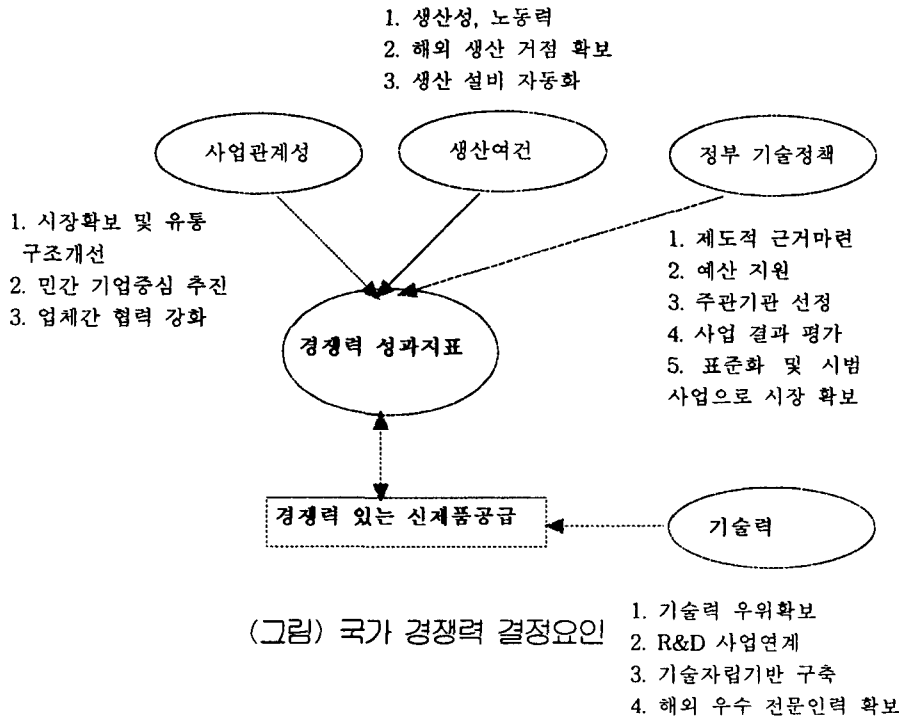 1. 생산성, 노동력
2. 해외 생산 거점 확보
3. 생산 설비 자동화
사업관계성
생산여건
정부 기술정책
1. 시장확보 및 유통
구조개선
2. 민간 기업중심 추진
3. 업체간 협력 강화
1. 제도적 근거마련
2. 예산 지원
3. 주관기관 선정
4. 사업 결과 평가
5. 표준화 및 시범
사업으로 시장 확보
경쟁력 성과지표
경쟁력 있는 신제품공급
기술력
1. 기술력 우위확보
2. R&D 사업연계
3. 기술자립기반 구축
4. 해외 우수 전문인력 확보
(그림) 국가 경쟁력 결정요인